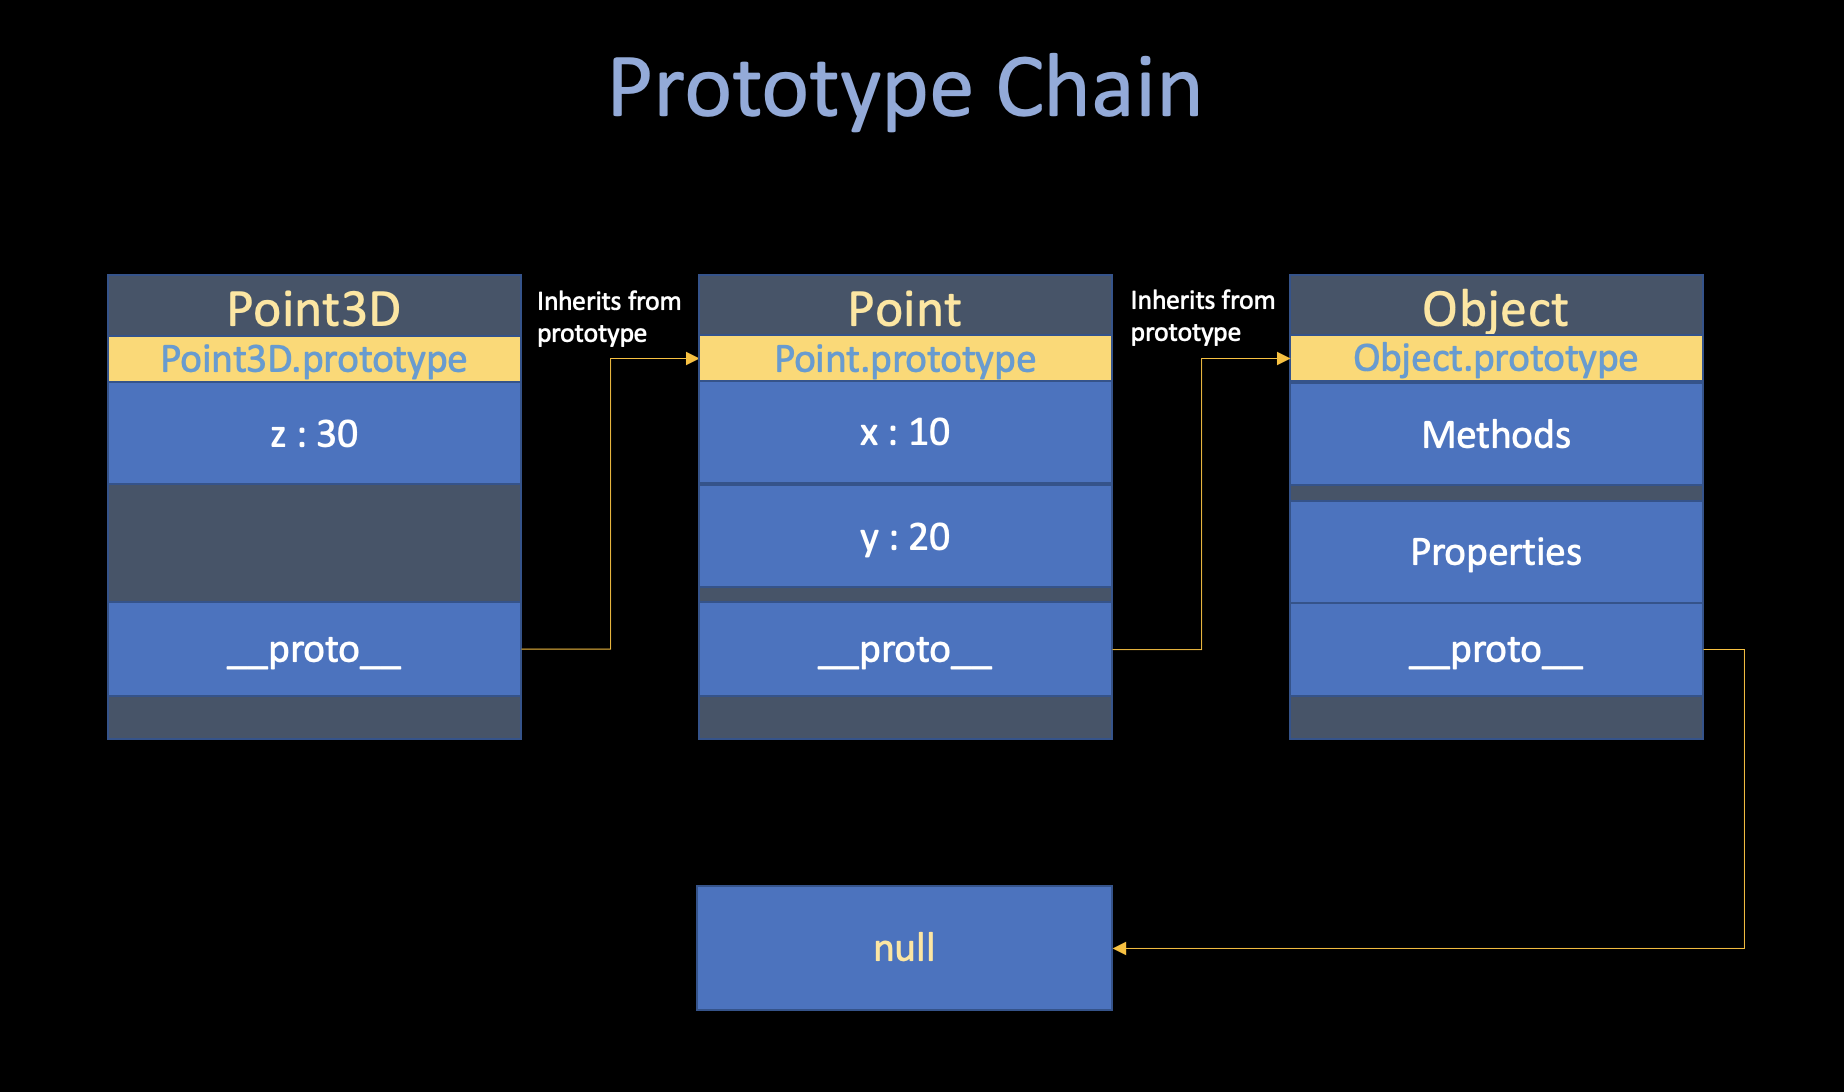 Prototype Chain
Point3D
Point3D.prototype
z : 30
__proto__
Inherits from
prototype
Point
Point.prototype
x : 10
y : 20
__proto__
Inherits from
prototype
Object
Object.prototype
Methods
Properties
__proto__
null